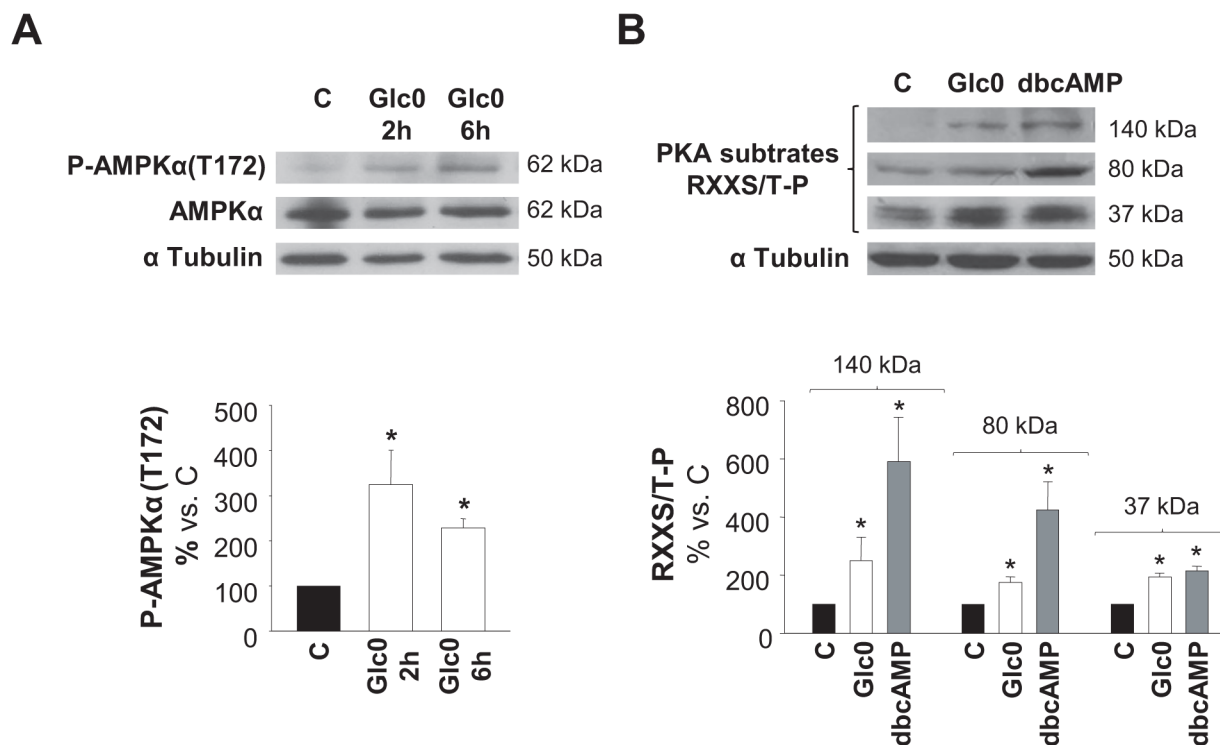 A
C Glc0 Glc0
2h 6h
P-AMPKα(T172) 62 kDa
AMPKα 62 kDa
α Tubulin 50 kDa
P-AMPKα(T172)
% vs. C
500
400
300
200
100
0
C
Glc0
2h
Glc0
6h
B
C Glc0 dbcAMP
PKA subtrates
RXXS/T-P
140 kDa
80 kDa
37 kDa
α Tubulin 50 kDa
RXXS/T-P
% vs. C
800
600
400
200
0
140 kDa
80 kDa
37 kDa
*
*
*
*
*
*
*
*
C
Glc0
dbcAMP
C
Glc0
dbcAMP
C
Glc0
dbcAMP